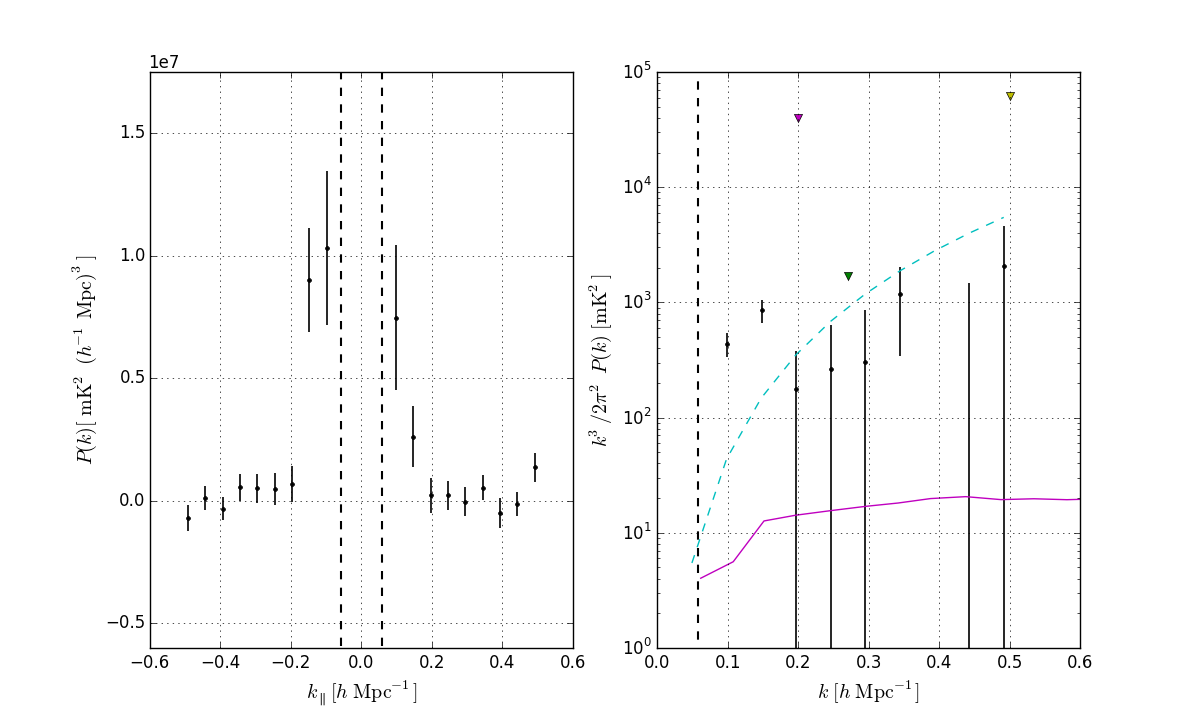 1e7
1.5
1.0
0.5
0.0
−0.5
−0.6 −0.4 −0.2 0.0 0.2 0.4 0.6
k∥ [h Mpc⁻¹]
P(k)[ mK² (h⁻¹ Mpc)³ ]
10⁵
10⁴
10³
10²
10¹
10⁰
0.0 0.1 0.2 0.3 0.4 0.5 0.6
k [h Mpc⁻¹]
k³/2π² P(k) [mK²]